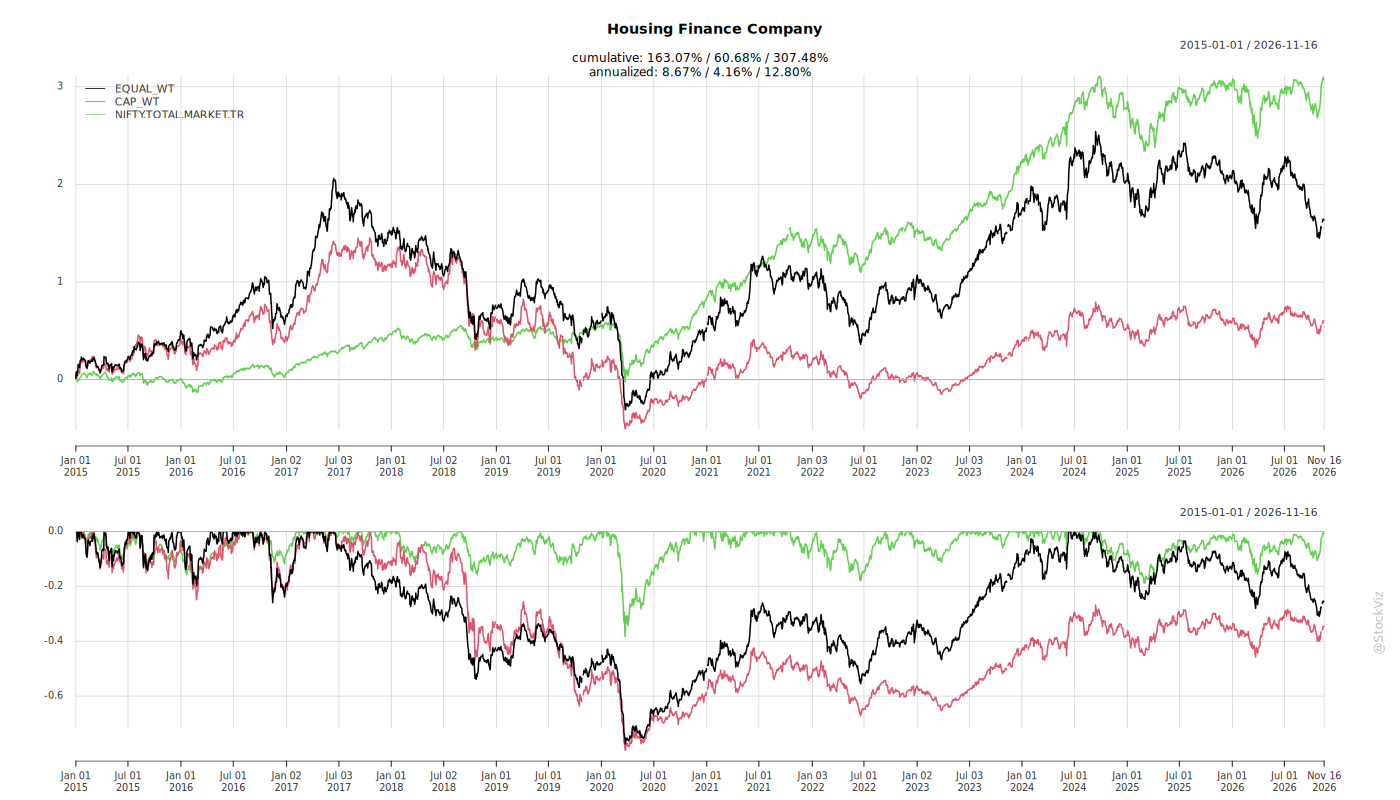 Housing Finance Company
2015-01-01 / 2026-11-16
cumulative: 163.07% / 60.68% / 307.48%
annualized: 8.67% / 4.16% / 12.80%
EQUAL_WT
CAP_WT
NIFTY.TOTAL.MARKET.TR
3
2
1
0
Jan 01 Jul 01 Jan 01 Jul 01 Jan 02 Jul 03 Jan 01 Jul 02 Jan 01 Jul 01 Jan 01 Jul 01 Jan 01 Jul 01 Jan 03 Jul 01 Jan 02 Jul 03 Jan 01 Jul 01 Jan 01 Jul 01 Jan 01 Jul 01 Nov 16
2015 2015 2016 2016 2017 2017 2018 2018 2019 2019 2020 2020 2021 2021 2022 2022 2023 2023 2024 2024 2025 2025 2026 2026 2026
2015-01-01 / 2026-11-16
0.0
-0.2
-0.4
-0.6
Jan 01 Jul 01 Jan 01 Jul 01 Jan 02 Jul 03 Jan 01 Jul 02 Jan 01 Jul 01 Jan 01 Jul 01 Jan 01 Jul 01 Jan 03 Jul 01 Jan 02 Jul 03 Jan 01 Jul 01 Jan 01 Jul 01 Jan 01 Jul 01 Nov 16
2015 2015 2016 2016 2017 2017 2018 2018 2019 2019 2020 2020 2021 2021 2022 2022 2023 2023 2024 2024 2025 2025 2026 2026 2026
@StockViz